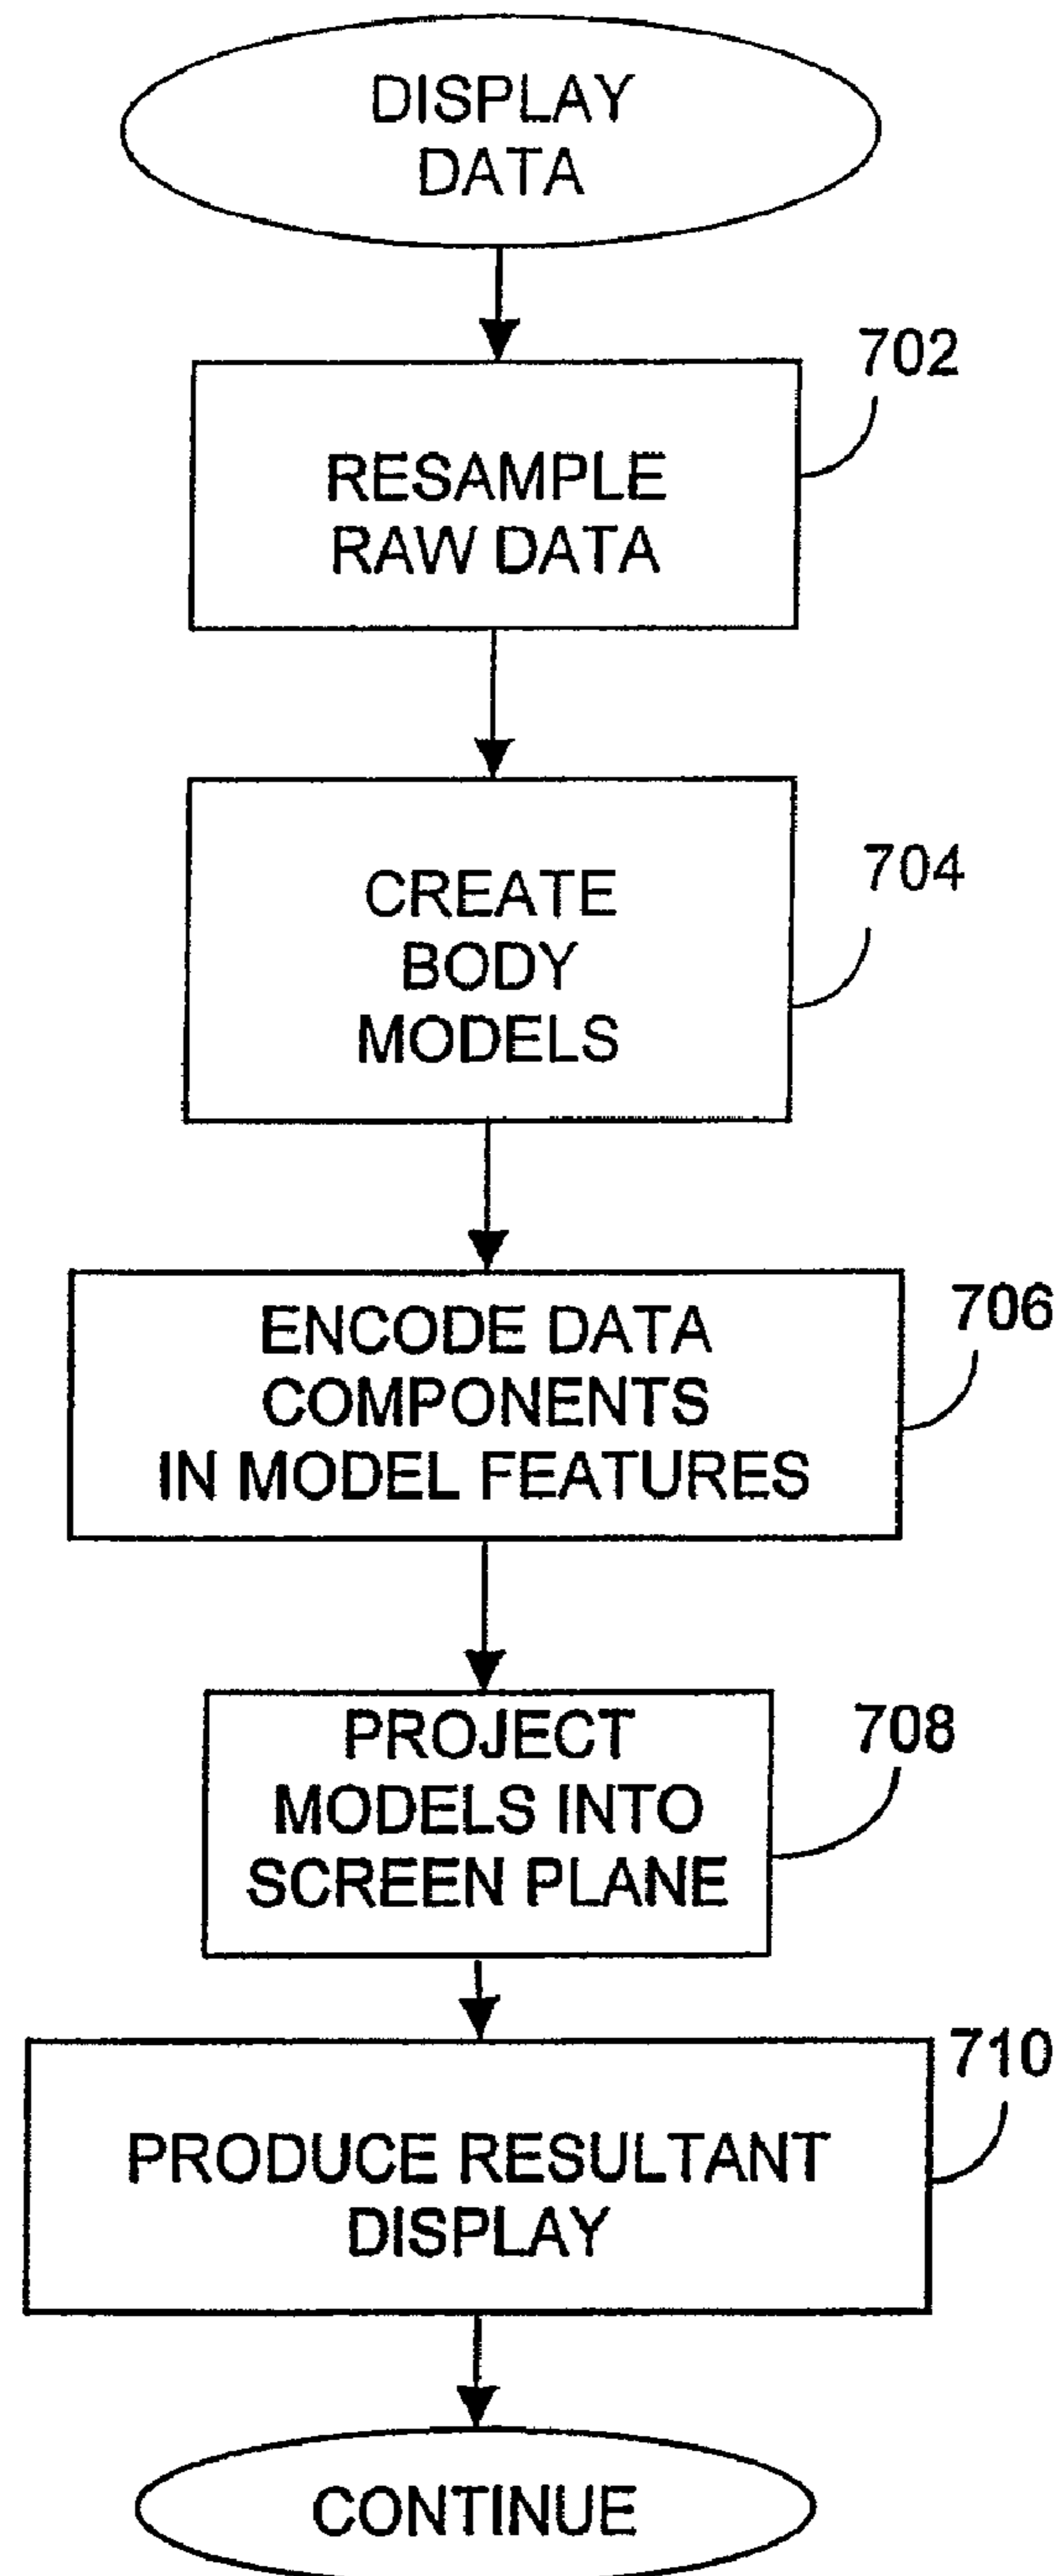 DISPLAY
DATA
702
RESAMPLE
RAW DATA
704
CREATE
BODY
MODELS
706
ENCODE DATA
COMPONENTS
IN MODEL FEATURES
708
PROJECT
MODELS INTO
SCREEN PLANE
710
PRODUCE RESULTANT
DISPLAY
CONTINUE